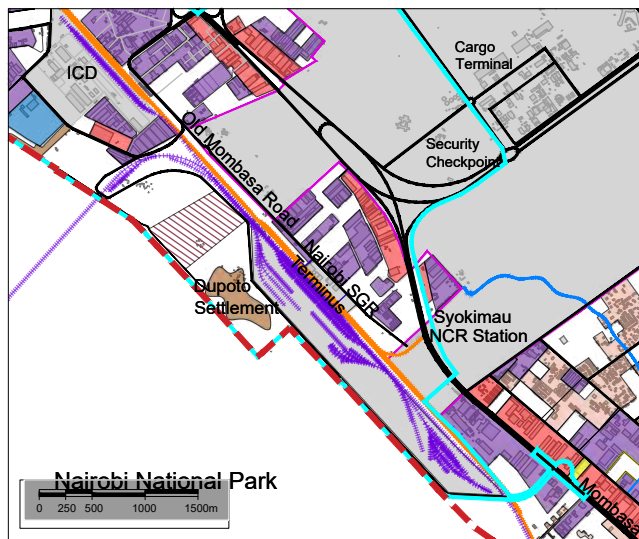 Cargo
Terminal
ICD
Old Mombasa Road
Security
Checkpoint
Nairobi SGR
Terminus
Dupoto
Settlement
Syokimau
NCR Station
Nairobi National Park
Mombasa
0 250 500 1000 1500m